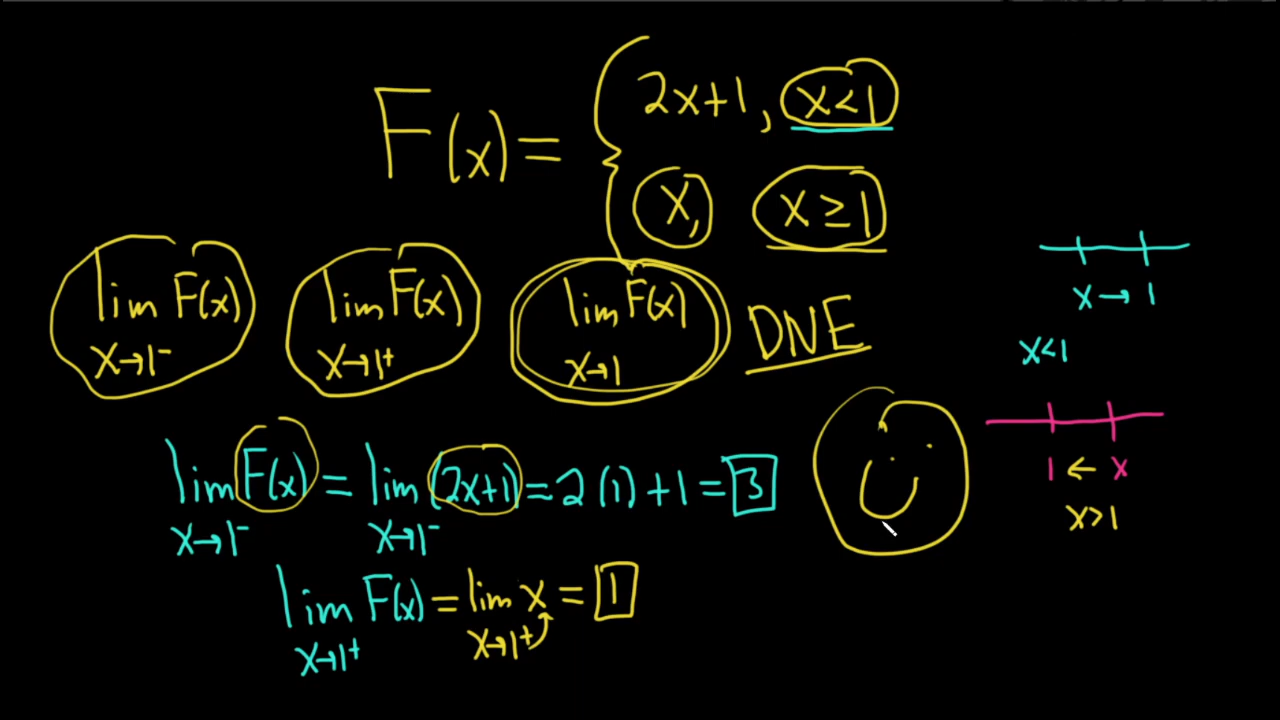 F(x) = { 2x+1, x<1
x, x≥1
lim F(x) x→1⁻
lim F(x) x→1⁺
lim F(x) x→1 DNE
x→1
x<1
1←x
x>1
lim F(x) x→1⁻ = lim (2x+1) x→1⁻ = 2(1)+1 = 3
lim F(x) x→1⁺ = lim x x→1⁺ = 1